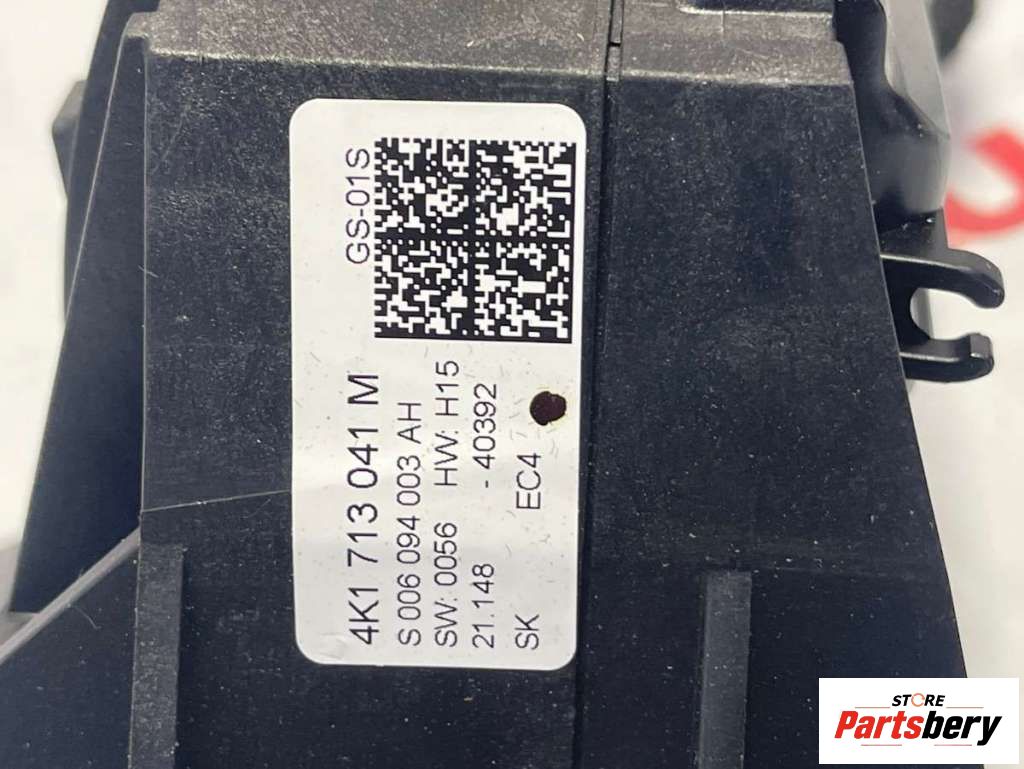 GS-01S
4K1 713 041 M
S 006 094 003 AH
SW: 0056 HW: H15
21.148 - 40392
SK EC4
STORE
Partsbery